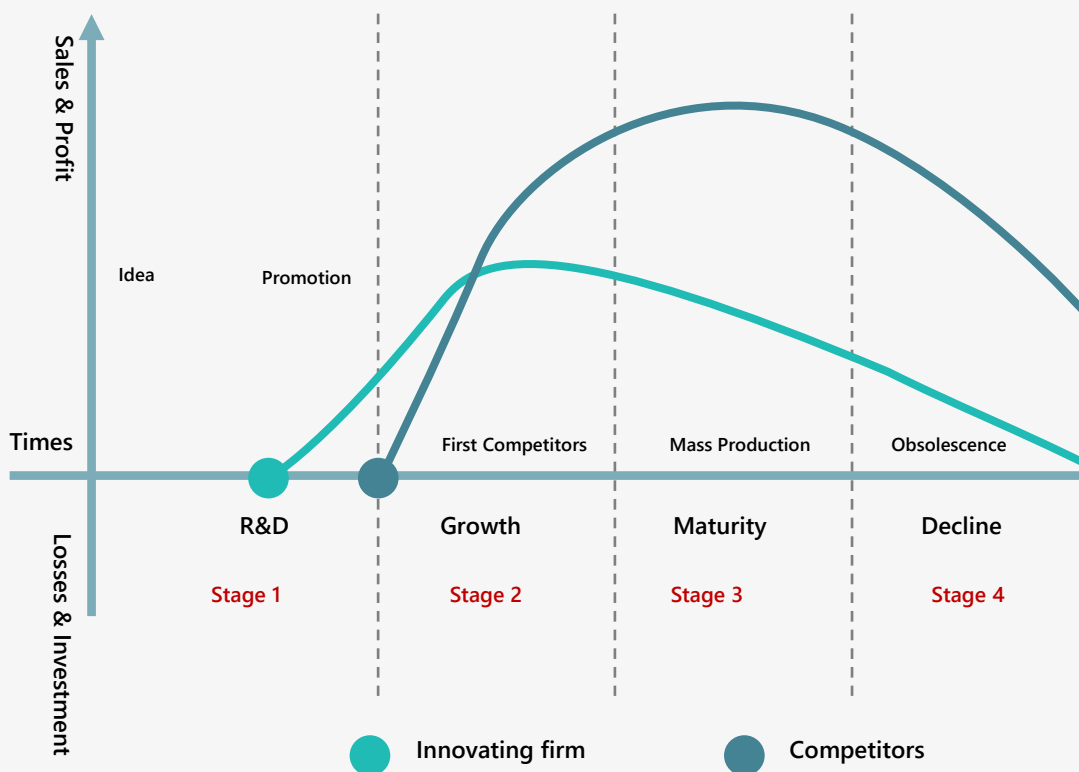 Sales & Profit
Idea
Promotion
Times
First Competitors
Mass Production
Obsolescence
R&D
Growth
Maturity
Decline
Losses & Investment
Stage 1
Stage 2
Stage 3
Stage 4
Innovating firm
Competitors